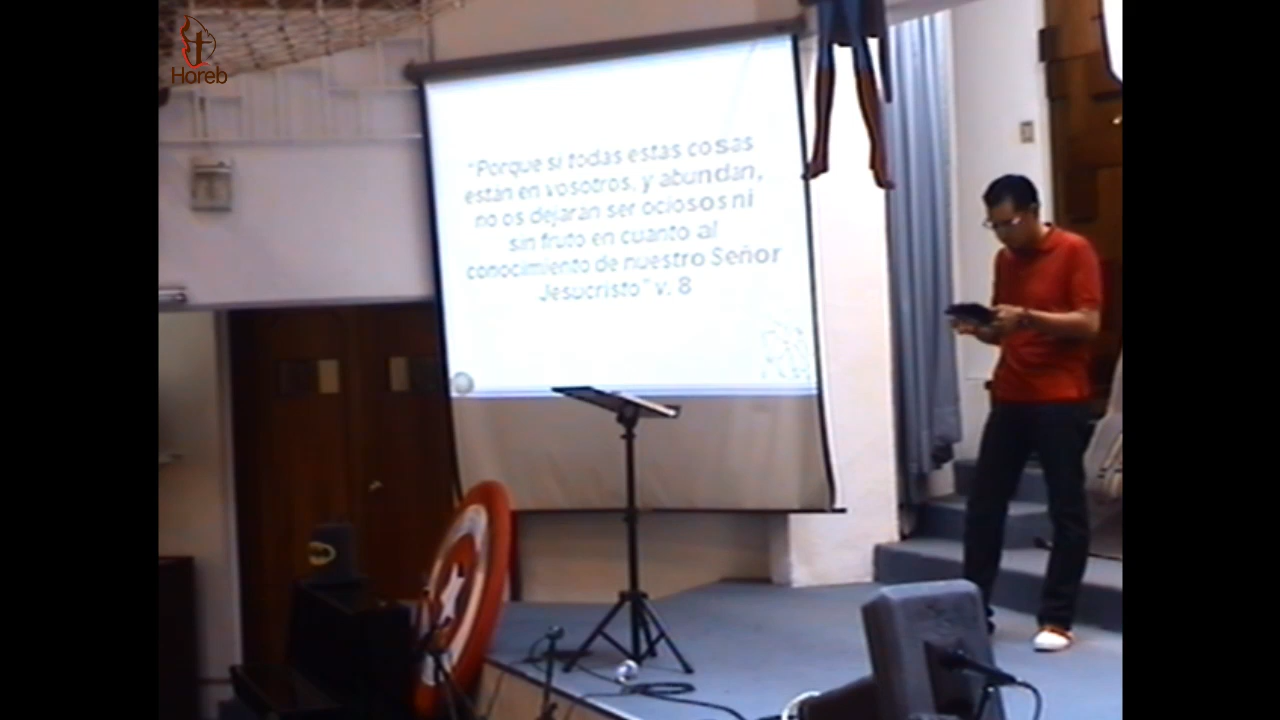 Horeb
"Porque si todas estas cosas
están en vosotros, y abundan,
no os dejarán ser ociosos ni
sin fruto en cuanto al
conocimiento de nuestro Señor
Jesucristo" v. 8